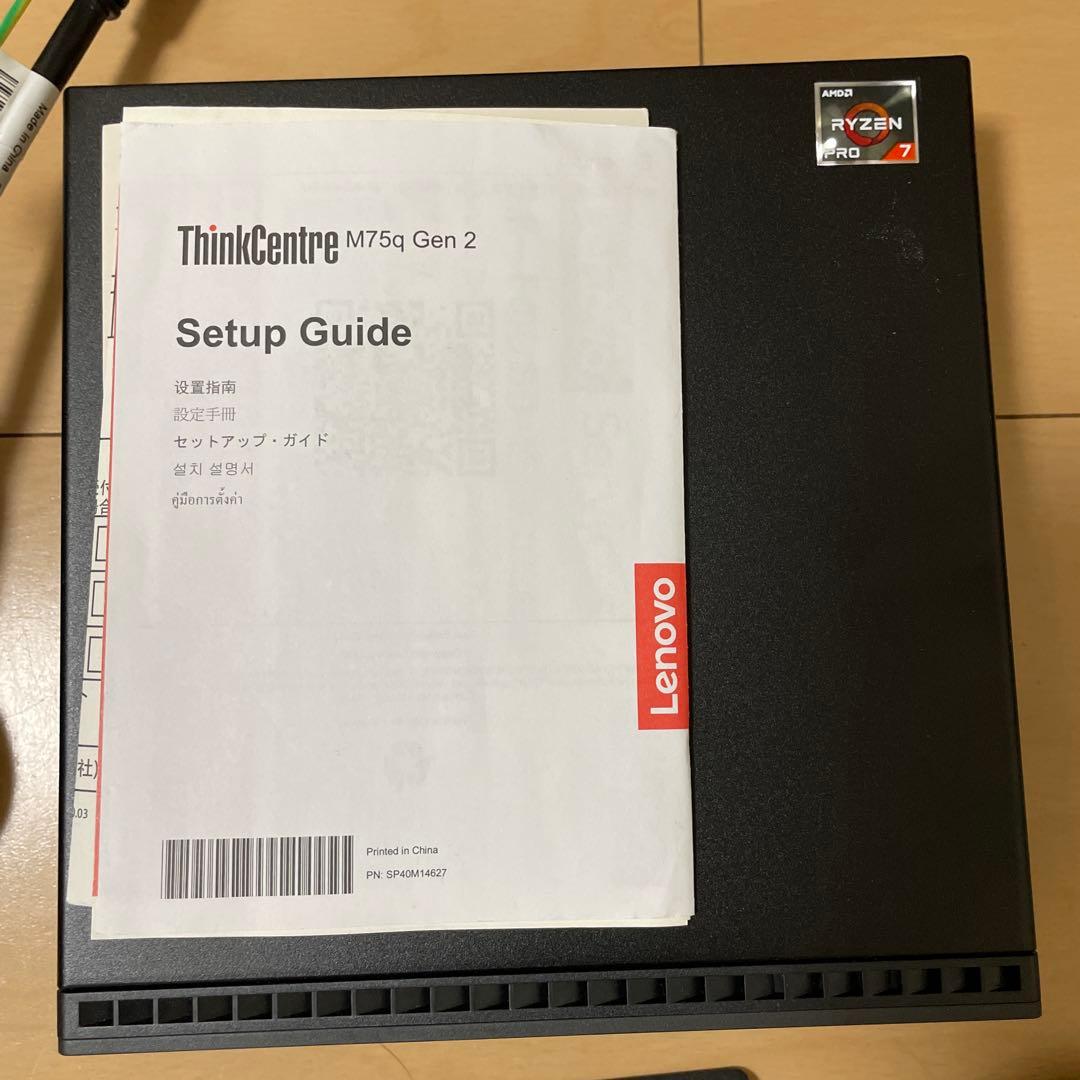 Made in China
AMD
RYZEN
PRO 7
ThinkCentre M75q Gen 2
Setup Guide
设置指南
設定手冊
セットアップ・ガイド
설치 설명서
คู่มือการตั้งค่า
Lenovo
社)
.03
Printed in China
PN: SP40M14627